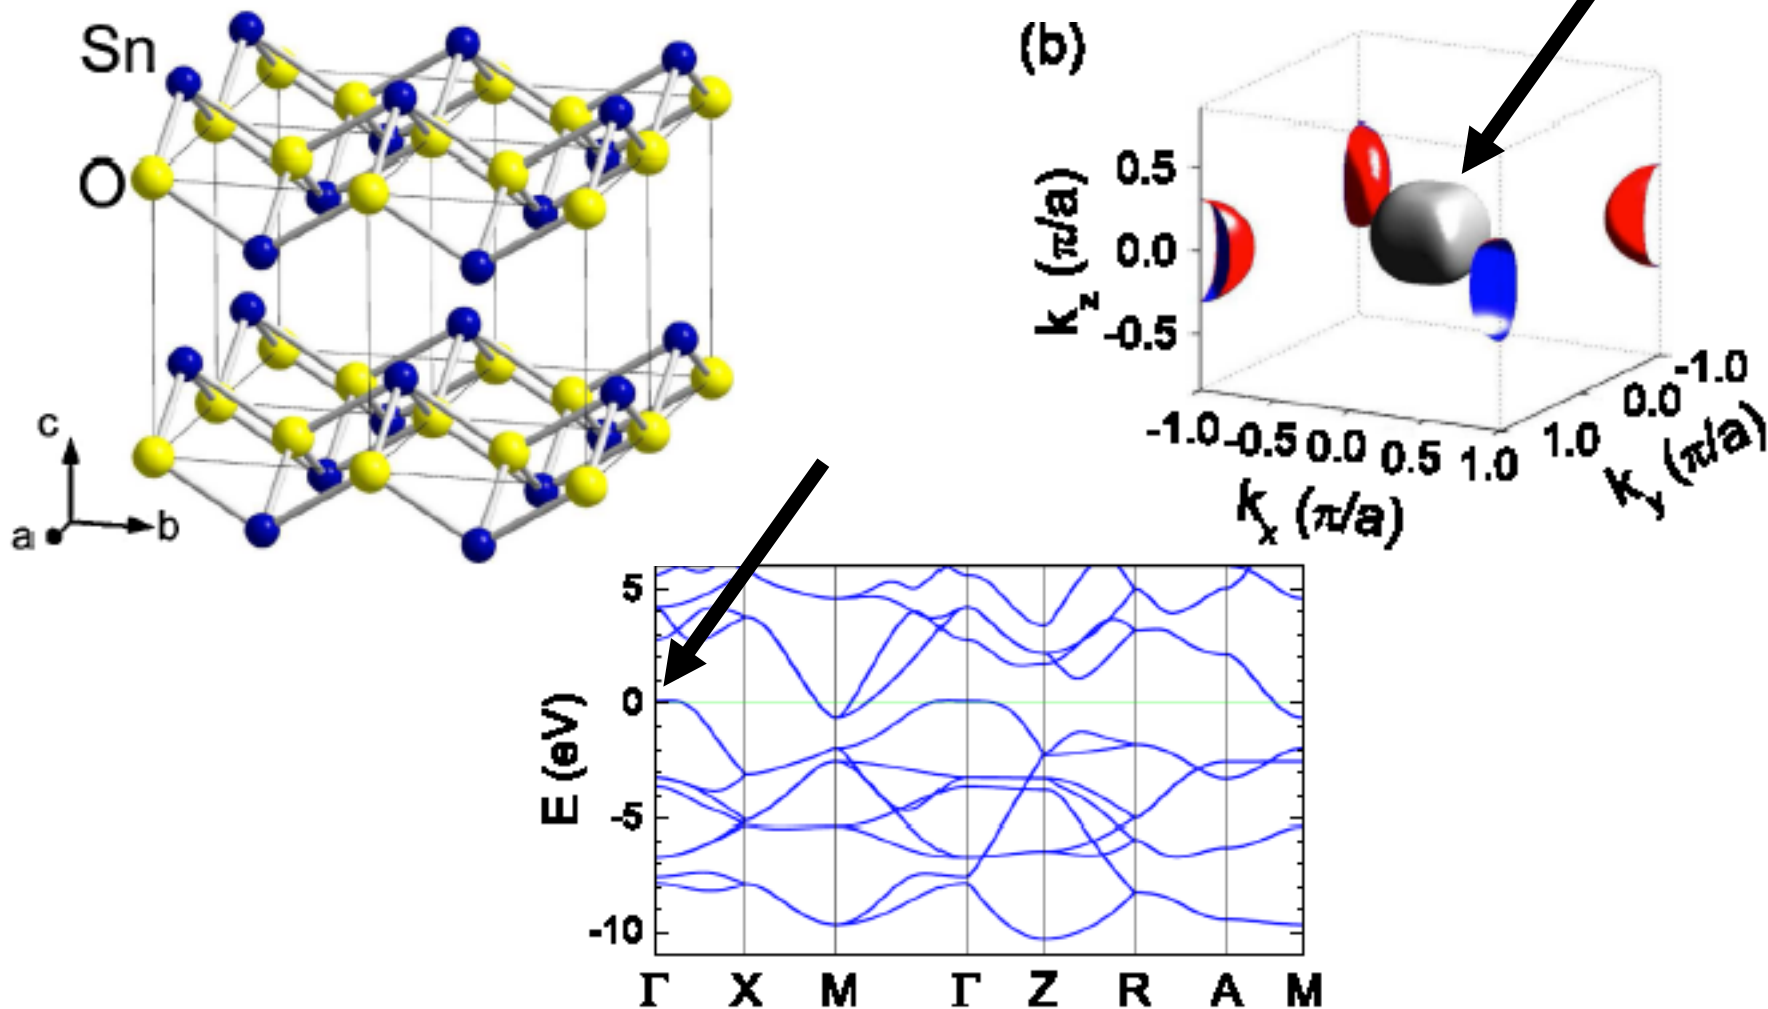 Sn
O
c
a
b
(b)
k_z (π/a)
0.5
0.0
-0.5
-1.0 -0.5 0.0 0.5 1.0
k_x (π/a)
1.0 0.0 -1.0
k_y (π/a)
E (eV)
5
0
-5
-10
Γ X M Γ Z R A M